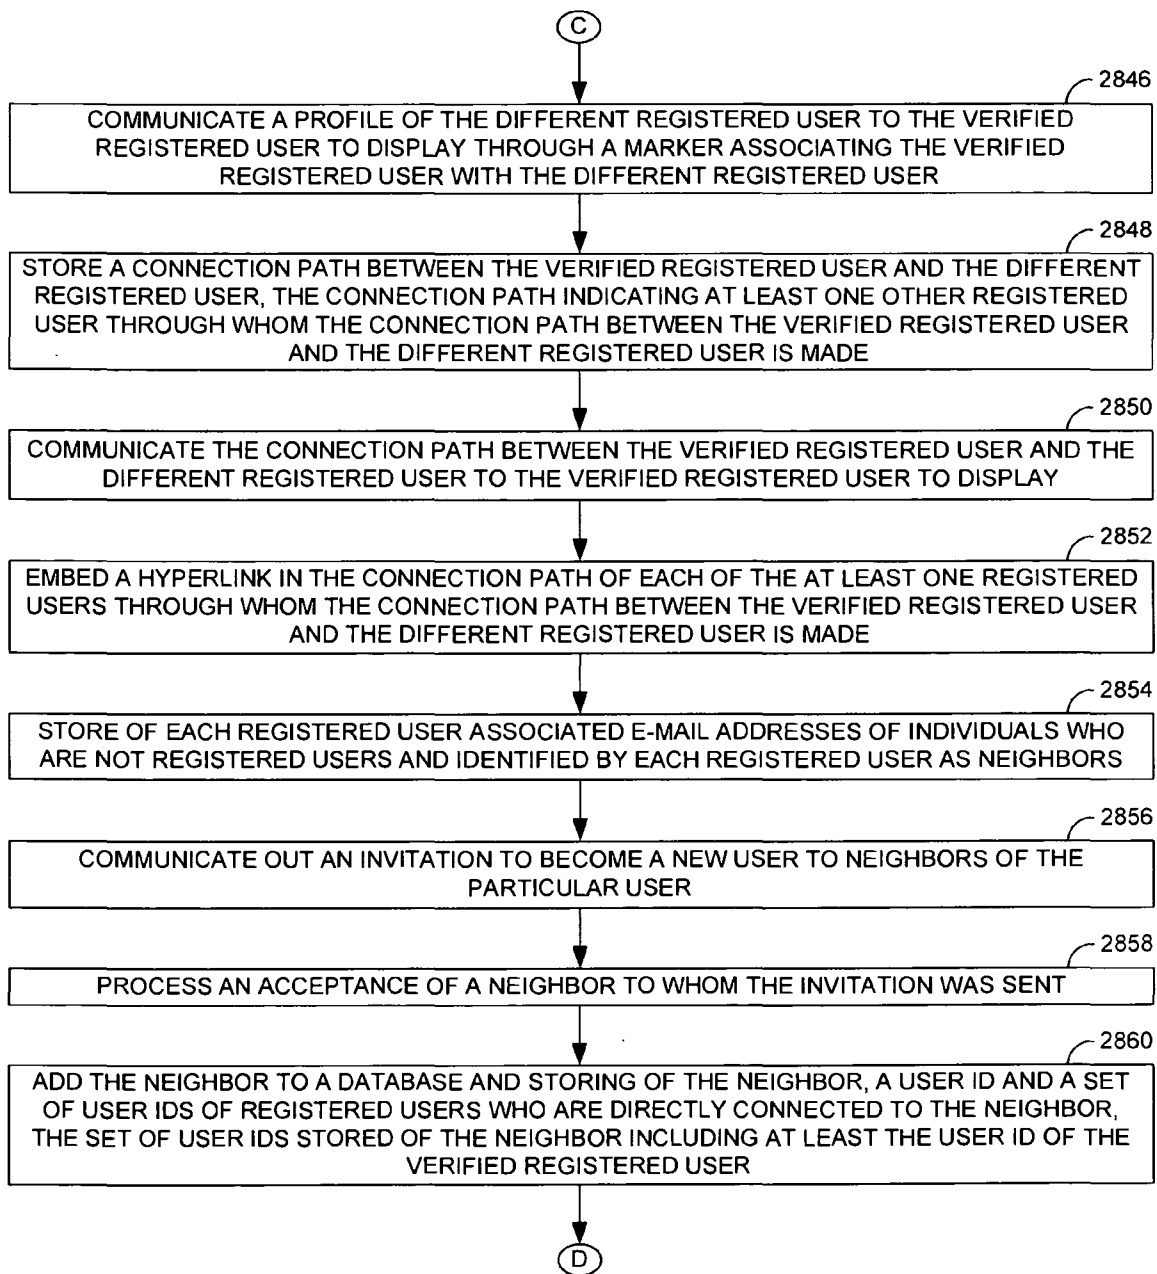 C
2846
COMMUNICATE A PROFILE OF THE DIFFERENT REGISTERED USER TO THE VERIFIED
REGISTERED USER TO DISPLAY THROUGH A MARKER ASSOCIATING THE VERIFIED
REGISTERED USER WITH THE DIFFERENT REGISTERED USER
2848
STORE A CONNECTION PATH BETWEEN THE VERIFIED REGISTERED USER AND THE DIFFERENT
REGISTERED USER, THE CONNECTION PATH INDICATING AT LEAST ONE OTHER REGISTERED
USER THROUGH WHOM THE CONNECTION PATH BETWEEN THE VERIFIED REGISTERED USER
AND THE DIFFERENT REGISTERED USER IS MADE
2850
COMMUNICATE THE CONNECTION PATH BETWEEN THE VERIFIED REGISTERED USER AND THE
DIFFERENT REGISTERED USER TO THE VERIFIED REGISTERED USER TO DISPLAY
2852
EMBED A HYPERLINK IN THE CONNECTION PATH OF EACH OF THE AT LEAST ONE REGISTERED
USERS THROUGH WHOM THE CONNECTION PATH BETWEEN THE VERIFIED REGISTERED USER
AND THE DIFFERENT REGISTERED USER IS MADE
2854
STORE OF EACH REGISTERED USER ASSOCIATED E-MAIL ADDRESSES OF INDIVIDUALS WHO
ARE NOT REGISTERED USERS AND IDENTIFIED BY EACH REGISTERED USER AS NEIGHBORS
2856
COMMUNICATE OUT AN INVITATION TO BECOME A NEW USER TO NEIGHBORS OF THE
PARTICULAR USER
2858
PROCESS AN ACCEPTANCE OF A NEIGHBOR TO WHOM THE INVITATION WAS SENT
2860
ADD THE NEIGHBOR TO A DATABASE AND STORING OF THE NEIGHBOR, A USER ID AND A SET
OF USER IDS OF REGISTERED USERS WHO ARE DIRECTLY CONNECTED TO THE NEIGHBOR,
THE SET OF USER IDS STORED OF THE NEIGHBOR INCLUDING AT LEAST THE USER ID OF THE
VERIFIED REGISTERED USER
D